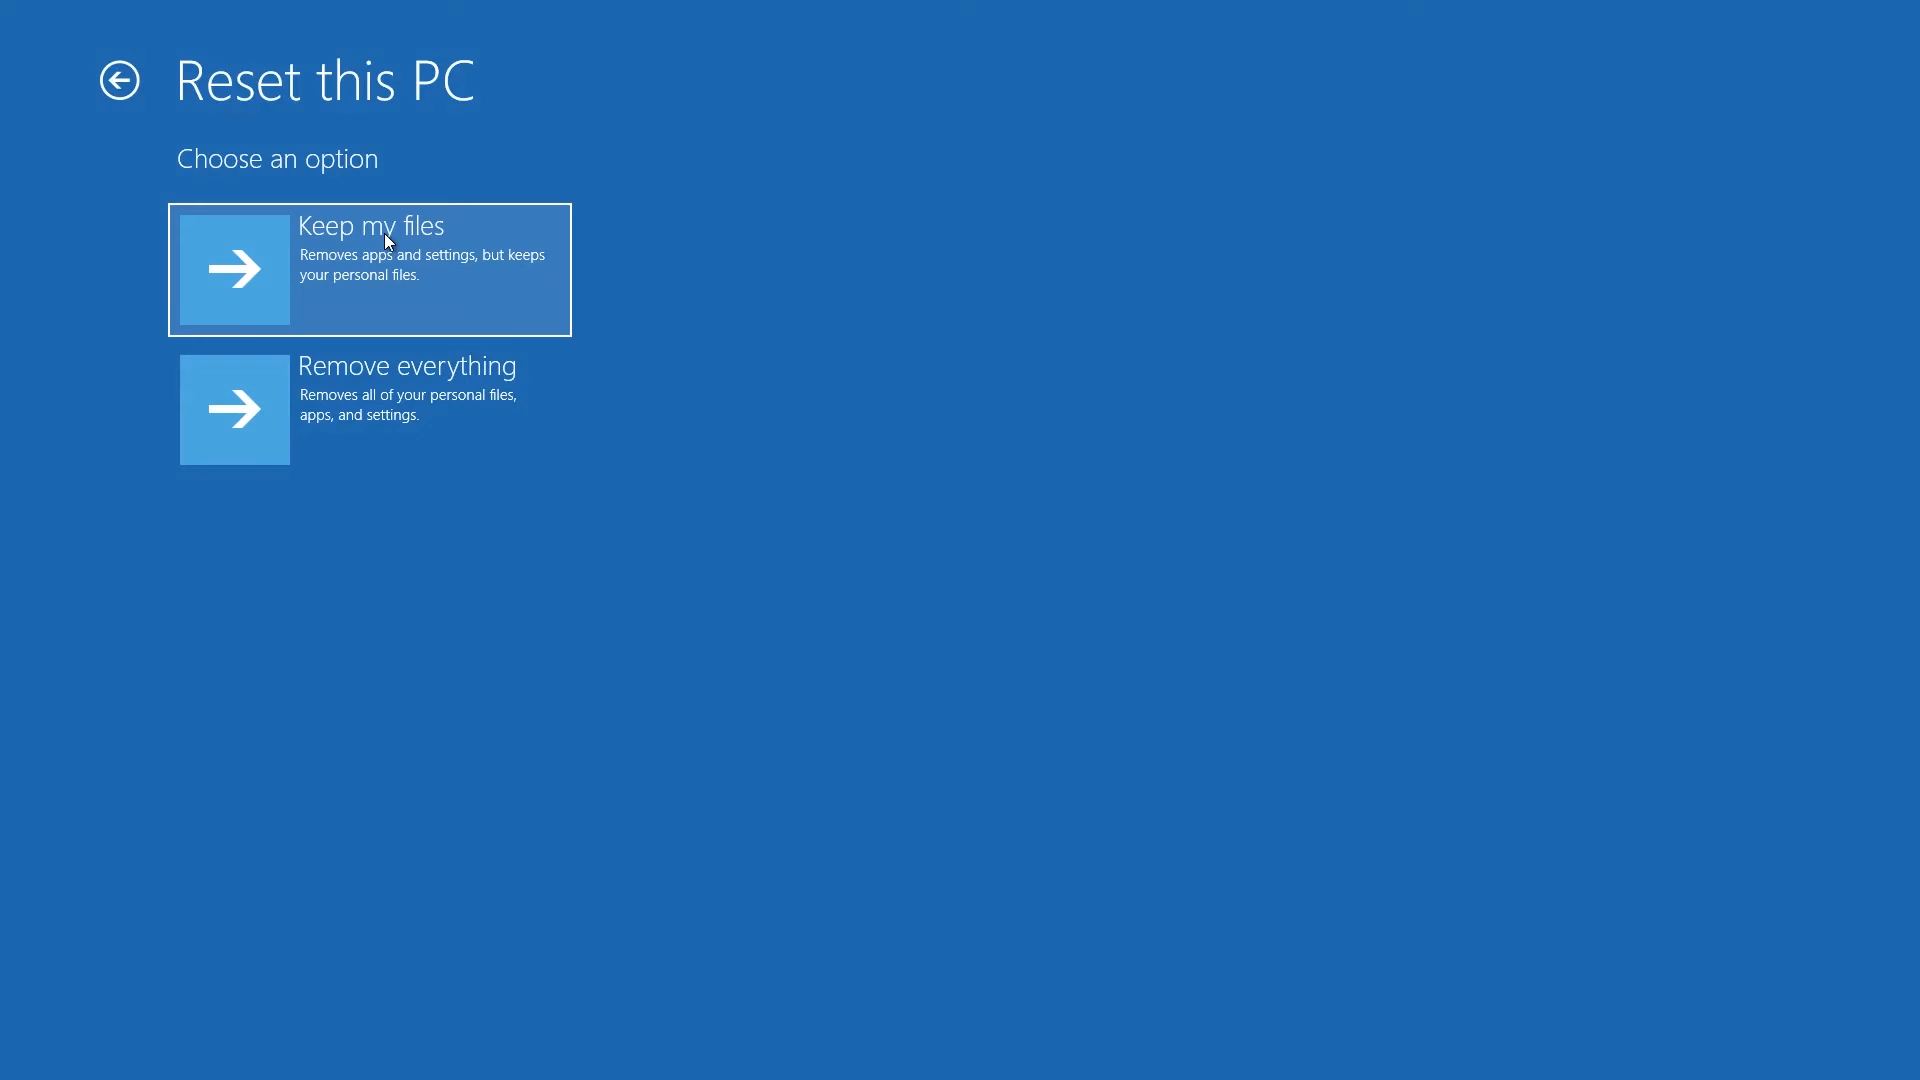 Reset this PC
Choose an option
Keep my files
Removes apps and settings, but keeps
your personal files.
Remove everything
Removes all of your personal files,
apps, and settings.